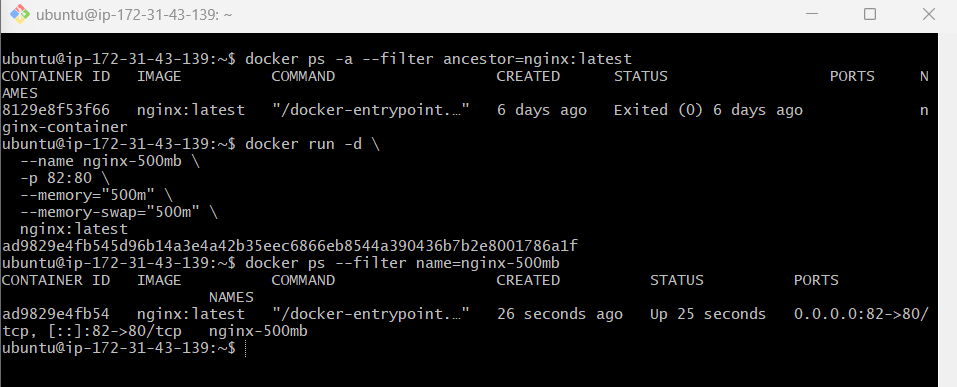 ubuntu@ip-172-31-43-139: ~
ubuntu@ip-172-31-43-139:~$ docker ps -a --filter ancestor=nginx:latest
CONTAINER ID   IMAGE          COMMAND                  CREATED      STATUS                  PORTS     N
AMES
8129e8f53f66   nginx:latest   "/docker-entrypoint.…"   6 days ago   Exited (0) 6 days ago             n
ginx-container
ubuntu@ip-172-31-43-139:~$ docker run -d \
  --name nginx-500mb \
  -p 82:80 \
  --memory="500m" \
  --memory-swap="500m" \
  nginx:latest
ad9829e4fb545d96b14a3e4a42b35eec6866eb8544a390436b7b2e8001786a1f
ubuntu@ip-172-31-43-139:~$ docker ps --filter name=nginx-500mb
CONTAINER ID   IMAGE          COMMAND                  CREATED          STATUS          PORTS
                       NAMES
ad9829e4fb54   nginx:latest   "/docker-entrypoint.…"   26 seconds ago   Up 25 seconds   0.0.0.0:82->80/
tcp, [::]:82->80/tcp   nginx-500mb
ubuntu@ip-172-31-43-139:~$